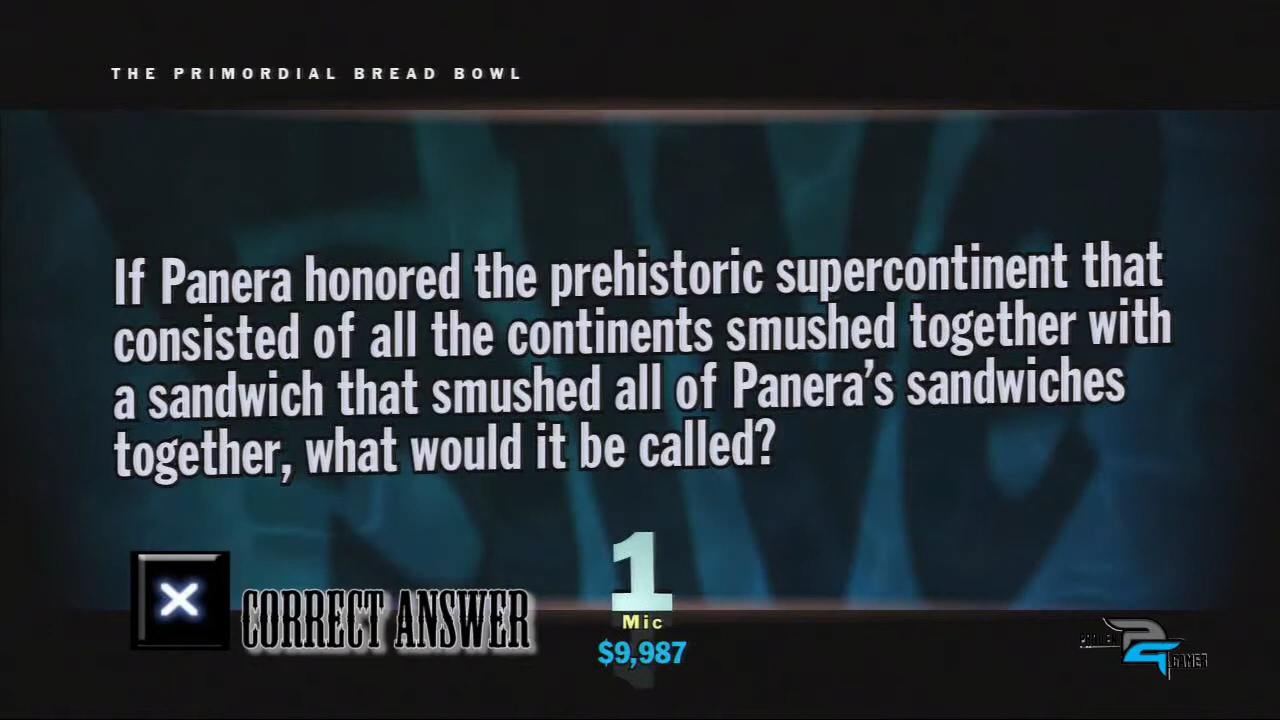 THE PRIMORDIAL BREAD BOWL
If Panera honored the prehistoric supercontinent that
consisted of all the continents smushed together with
a sandwich that smushed all of Panera's sandwiches
together, what would it be called?
1
X CORRECT ANSWER
Mic
$9,987
GAMER